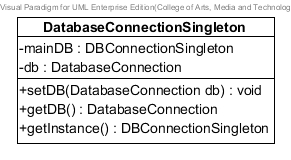 Visual Paradigm for UML Enterprise Edition(College of Arts, Media and Technolog
DatabaseConnectionSingleton
-mainDB : DBConnectionSingleton
-db : DatabaseConnection
+setDB(DatabaseConnection db) : void
+getDB() : DatabaseConnection
+getInstance() : DBConnectionSingleton